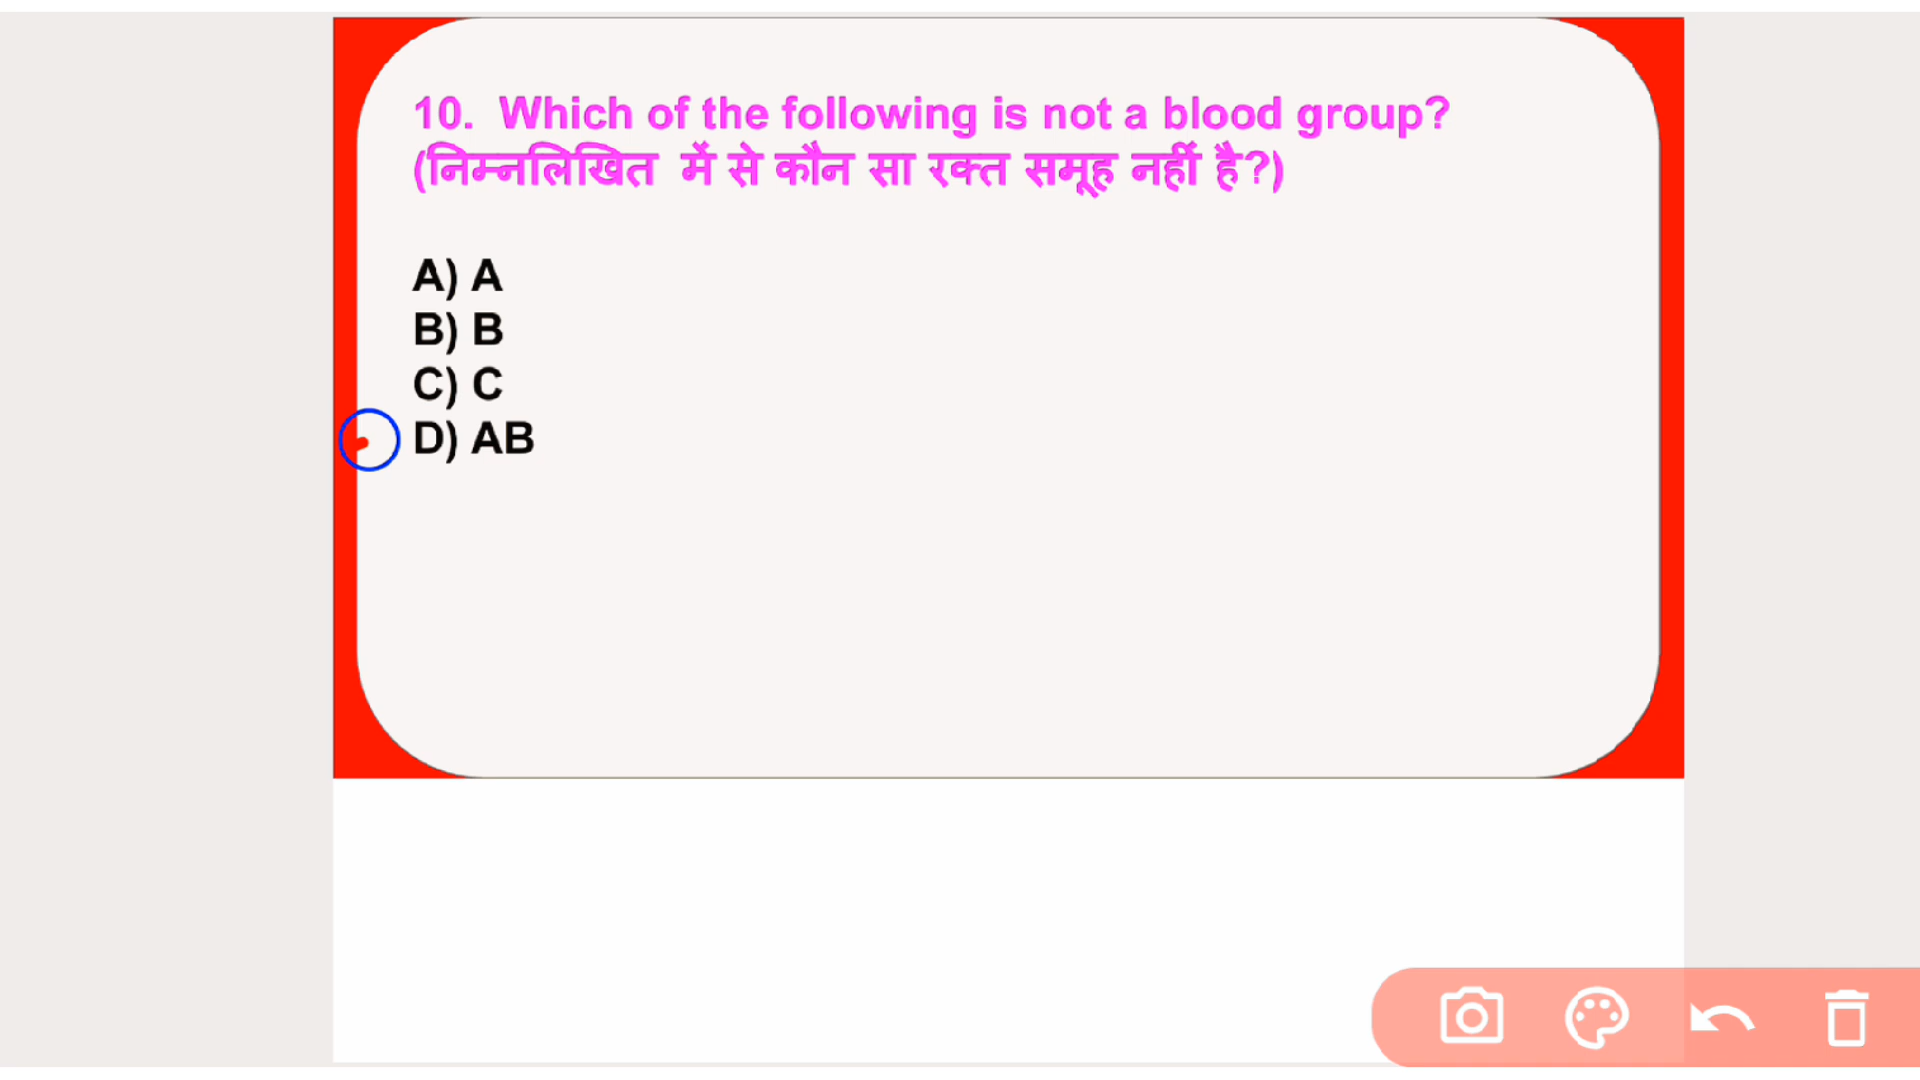 10. Which of the following is not a blood group?
(निम्नलिखित में से कौन सा रक्त समूह नहीं है?)
A) A
B) B
C) C
D) AB